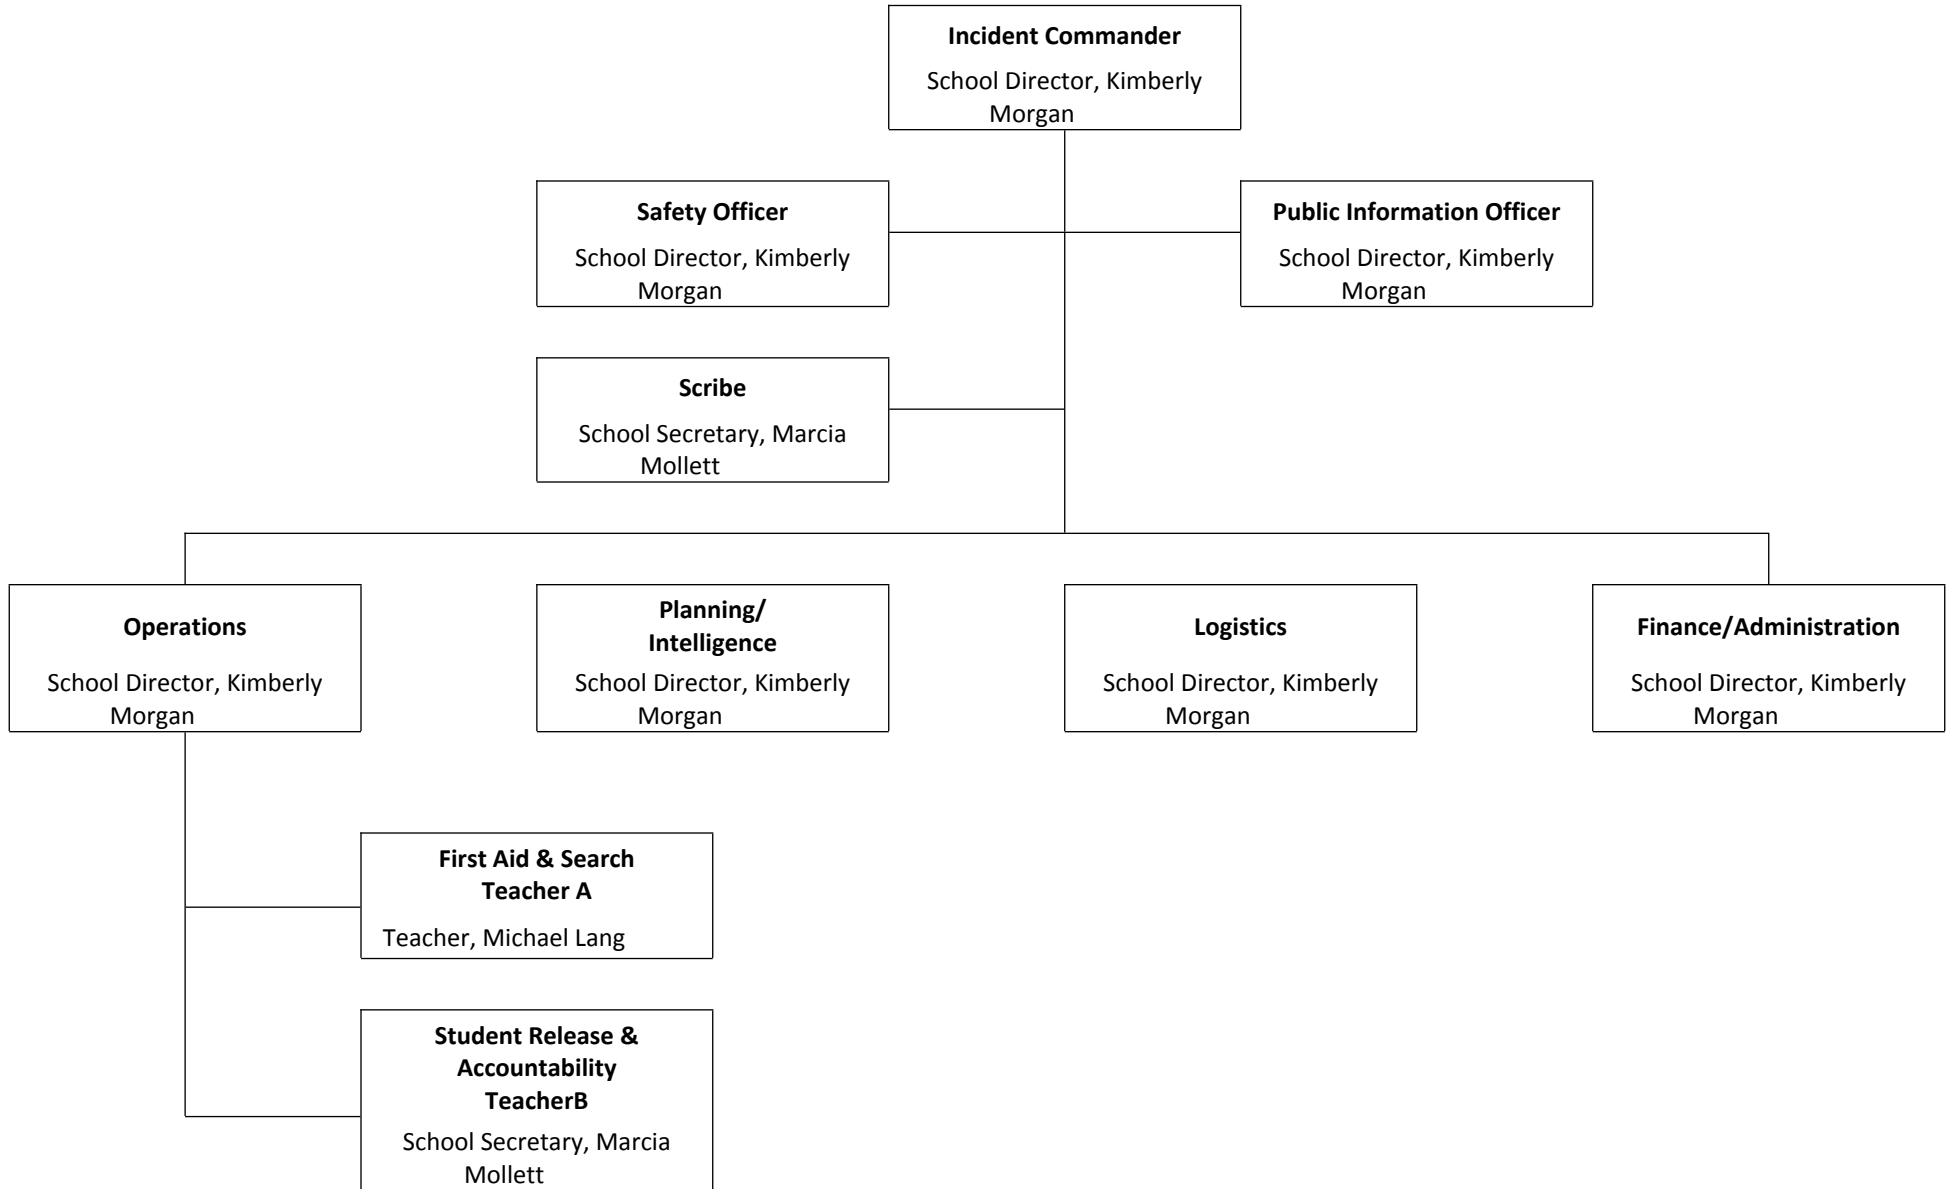 Incident Commander
School Director, Kimberly
Morgan
Safety Officer
School Director, Kimberly
Morgan
Public Information Officer
School Director, Kimberly
Morgan
Scribe
School Secretary, Marcia
Mollett
Operations
School Director, Kimberly
Morgan
Planning/
Intelligence
School Director, Kimberly
Morgan
Logistics
School Director, Kimberly
Morgan
Finance/Administration
School Director, Kimberly
Morgan
First Aid & Search
Teacher A
Teacher, Michael Lang
Student Release &
Accountability
TeacherB
School Secretary, Marcia
Mollett